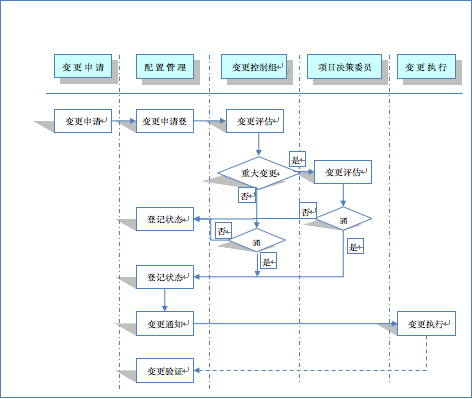 变更申请 配置管理 变更控制组 项目决策委员 变更执行
变更申请 变更申请登 变更评估
重大变更 是 变更评估
否
登记状态 否 通
否 通 是
是
登记状态
变更通知 变更执行
变更验证